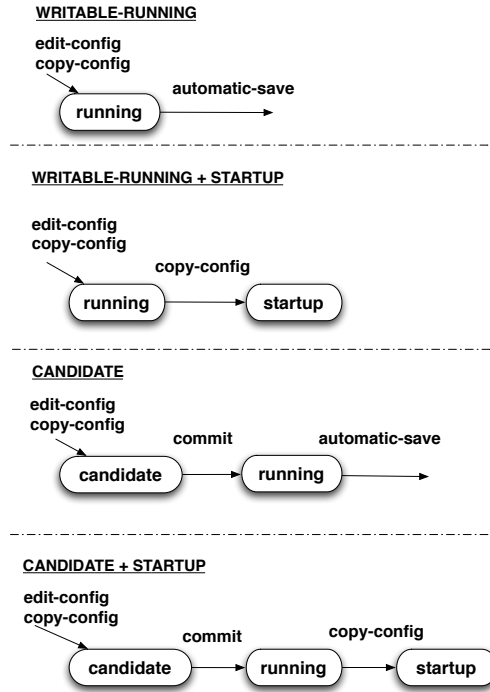 WRITABLE-RUNNING
edit-config
copy-config
automatic-save
running
WRITABLE-RUNNING + STARTUP
edit-config
copy-config
copy-config
running
startup
CANDIDATE
edit-config
copy-config
commit
automatic-save
candidate
running
CANDIDATE + STARTUP
edit-config
copy-config
commit
copy-config
candidate
running
startup